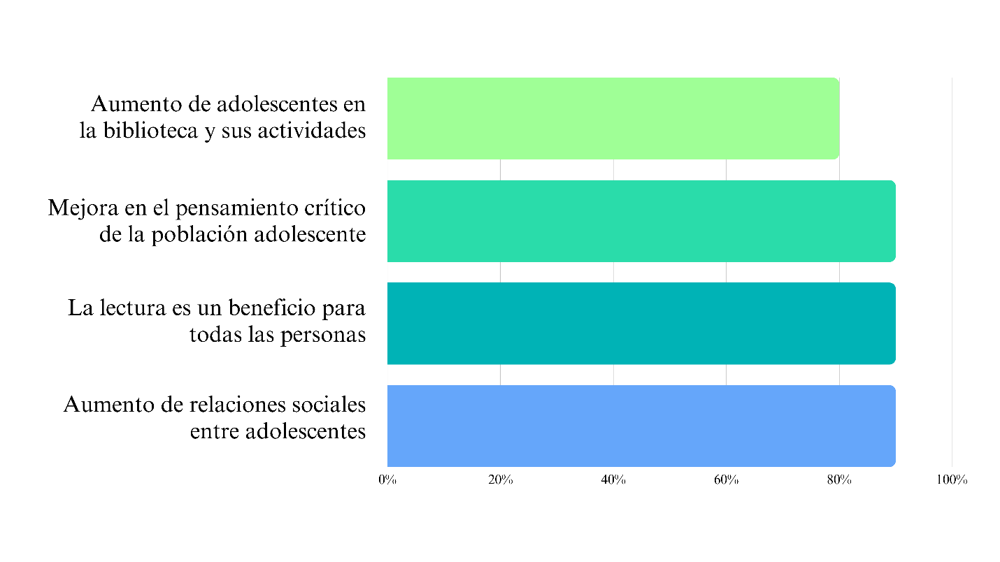 Aumento de adolescentes en
la biblioteca y sus actividades
Mejora en el pensamiento crítico
de la población adolescente
La lectura es un beneficio para
todas las personas
Aumento de relaciones sociales
entre adolescentes
0% 20% 40% 60% 80% 100%